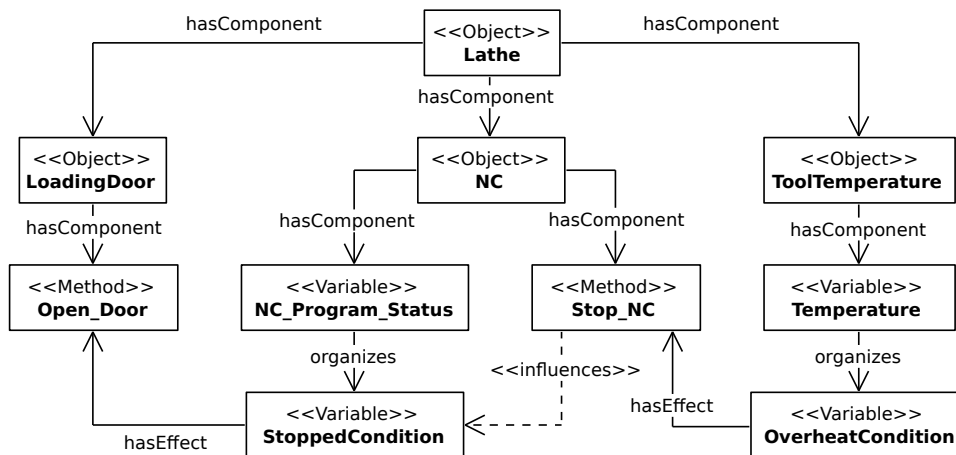 hasComponent
<<Object>>
Lathe
hasComponent
hasComponent
<<Object>>
LoadingDoor
<<Object>>
NC
<<Object>>
ToolTemperature
hasComponent
hasComponent
hasComponent
hasComponent
<<Method>>
Open_Door
<<Variable>>
NC_Program_Status
<<Method>>
Stop_NC
<<Variable>>
Temperature
organizes
<<influences>>
organizes
hasEffect
<<Variable>>
StoppedCondition
hasEffect
<<Variable>>
OverheatCondition